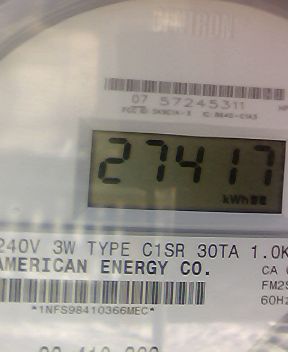 07 57245311
27417
kWh
240V 3W TYPE C1SR 30TA 1.0K
AMERICAN ENERGY CO.
CA
FM2S
60Hz
*1NFS98410366MEC*